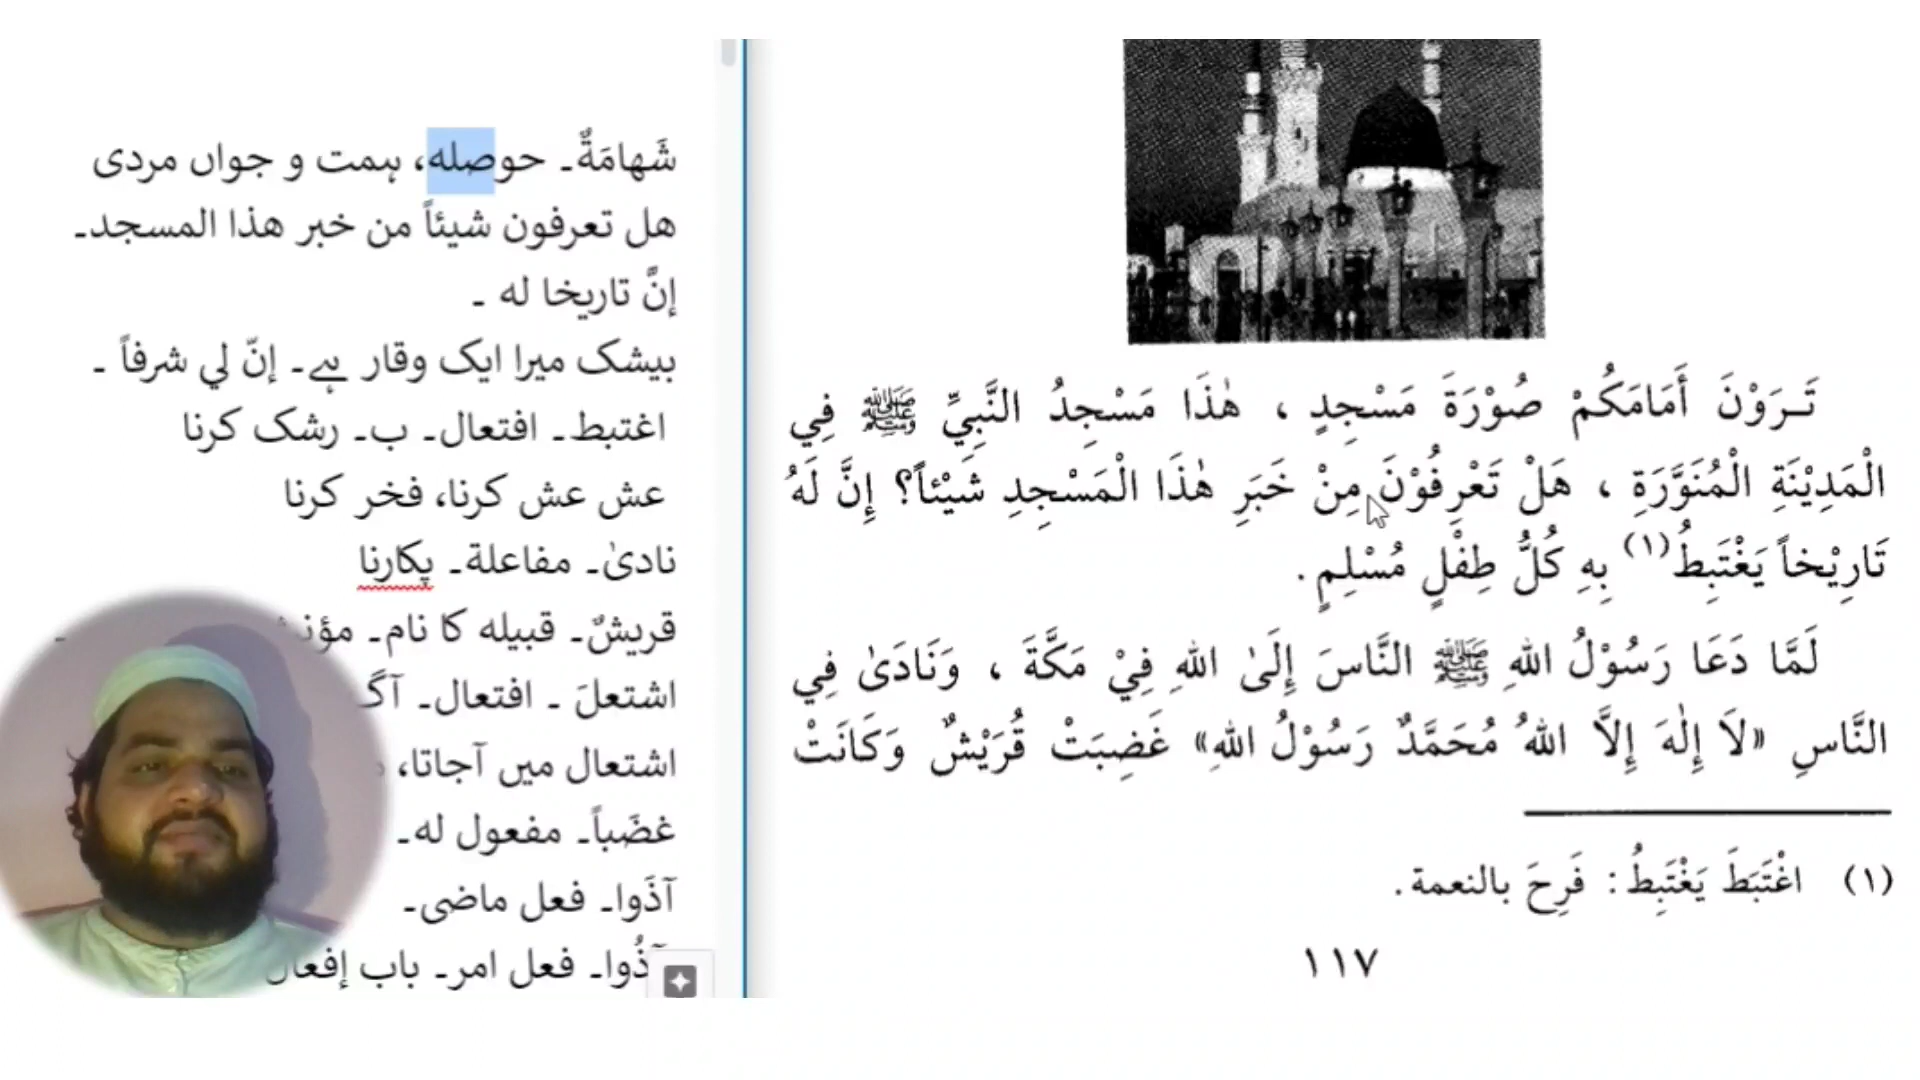 شَهامَةٌ۔ حوصلہ، ہمت و جواں مردی
هل تعرفون شيئاً من خبر هذا المسجد۔
إنَّ تاريخا له ۔
بیشک میرا ایک وقار ہے۔ إنّ لي شرفاً ۔
اغتبط۔ افتعال۔ ب۔ رشک کرنا
عش عش کرنا، فخر کرنا
نادیٰ۔ مفاعلة۔ پکارنا
قریشٌ۔ قبیلہ کا نام۔
اشتعلَ ۔ افتعال۔
اشتعال میں آجاتا،
غضَباً۔ مفعول له۔
آذَوا۔ فعل ماضی۔
آذُوا۔ فعل امر۔ باب إفعال
تَـرَوْنَ أَمَامَكُمْ صُوْرَةَ مَسْجِدٍ ، هٰذَا مَسْجِدُ النَّبِيِّ ﷺ فِي
الْمَدِيْنَةِ الْمُنَوَّرَةِ ، هَلْ تَعْرِفُوْنَ مِنْ خَبَرِ هٰذَا الْمَسْجِدِ شَيْئاً؟ إِنَّ لَهُ
تَارِيْخاً يَغْتَبِطُ(١) بِهِ كُلُّ طِفْلٍ مُسْلِمٍ .
لَمَّا دَعَا رَسُوْلُ اللهِ ﷺ النَّاسَ إِلَىٰ اللهِ فِيْ مَكَّةَ ، وَنَادَىٰ فِي
النَّاسِ «لَا إِلٰهَ إِلَّا اللهُ مُحَمَّدٌ رَسُوْلُ اللهِ» غَضِبَتْ قُرَيْشٌ وَكَانَتْ
(١) اغْتَبَطَ يَغْتَبِطُ : فَرِحَ بالنعمة.
١١٧